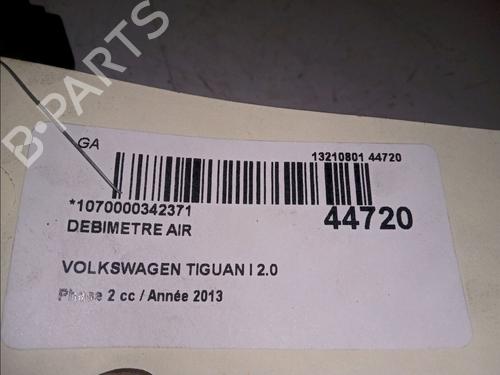 B-PARTS
GA
13210801 44720
*1070000342371
44720
DEBIMETRE AIR
VOLKSWAGEN TIGUAN I 2.0
Phase 2 cc / Année 2013